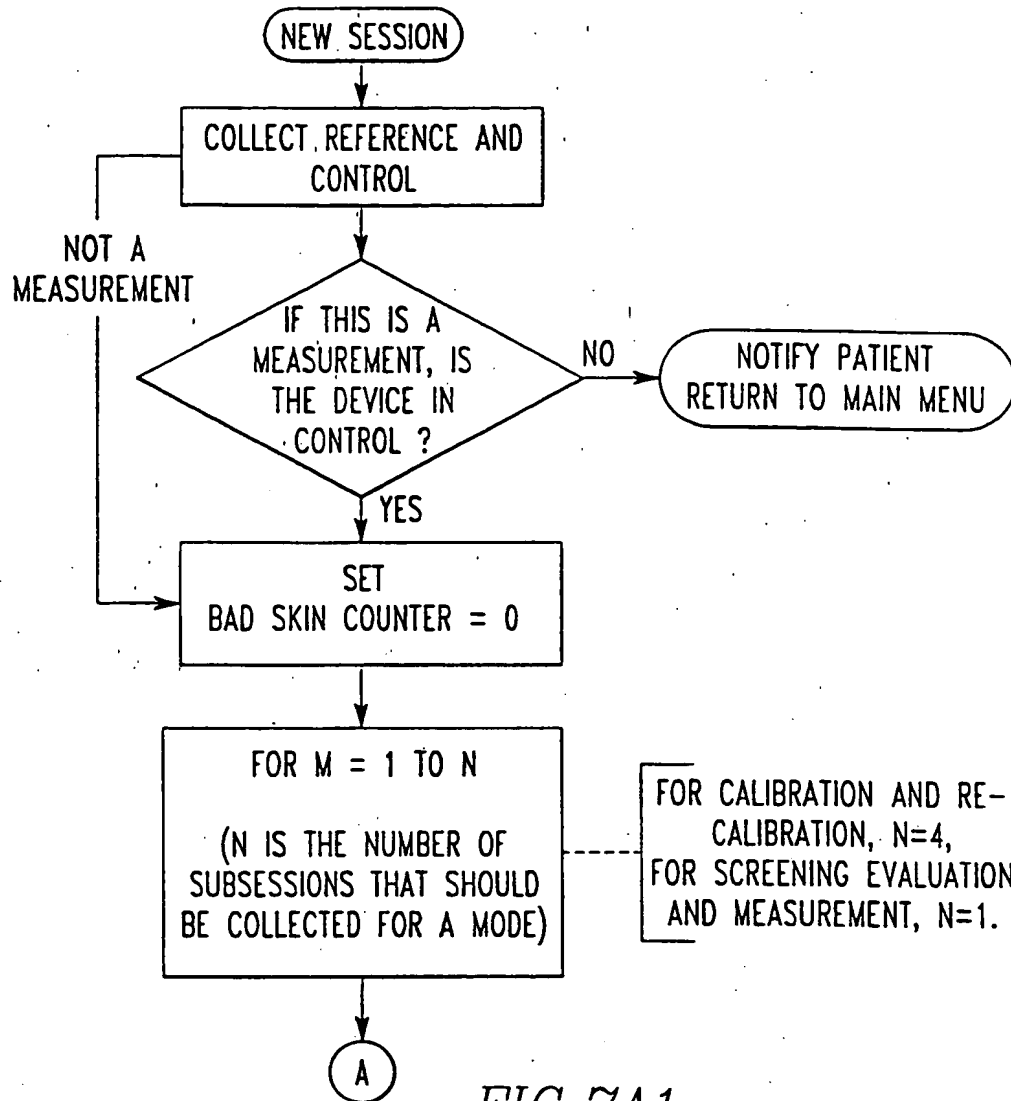 NEW SESSION
COLLECT REFERENCE AND
CONTROL
NOT A
MEASUREMENT
IF THIS IS A
MEASUREMENT, IS
THE DEVICE IN
CONTROL ?
NO
NOTIFY PATIENT
RETURN TO MAIN MENU
YES
SET
BAD SKIN COUNTER = 0
FOR M = 1 TO N
(N IS THE NUMBER OF
SUBSESSIONS THAT SHOULD
BE COLLECTED FOR A MODE)
FOR CALIBRATION AND RE-
CALIBRATION, N=4,
FOR SCREENING EVALUATION
AND MEASUREMENT, N=1.
A
FIG.7A1